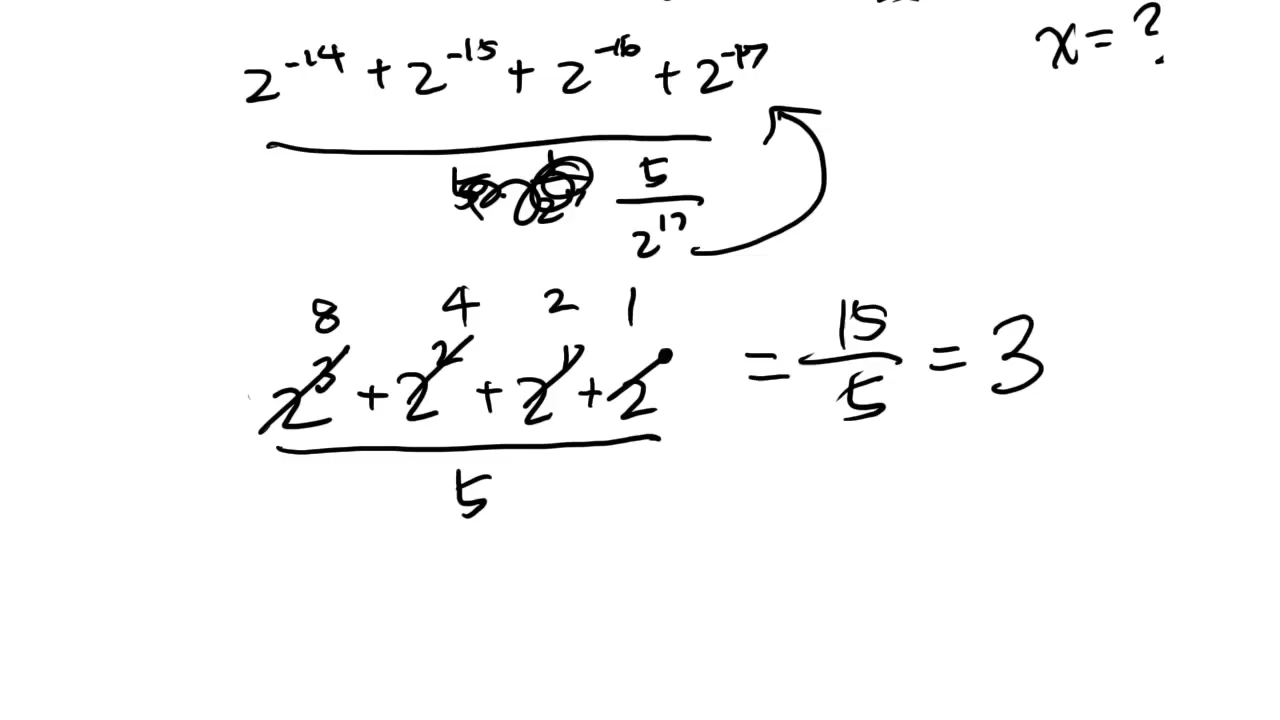 x = ?
2^-14 + 2^-15 + 2^-16 + 2^-17
5
2^17
8 4 2 1
2^3 + 2^2 + 2^1 + 2 = 15/5 = 3
5